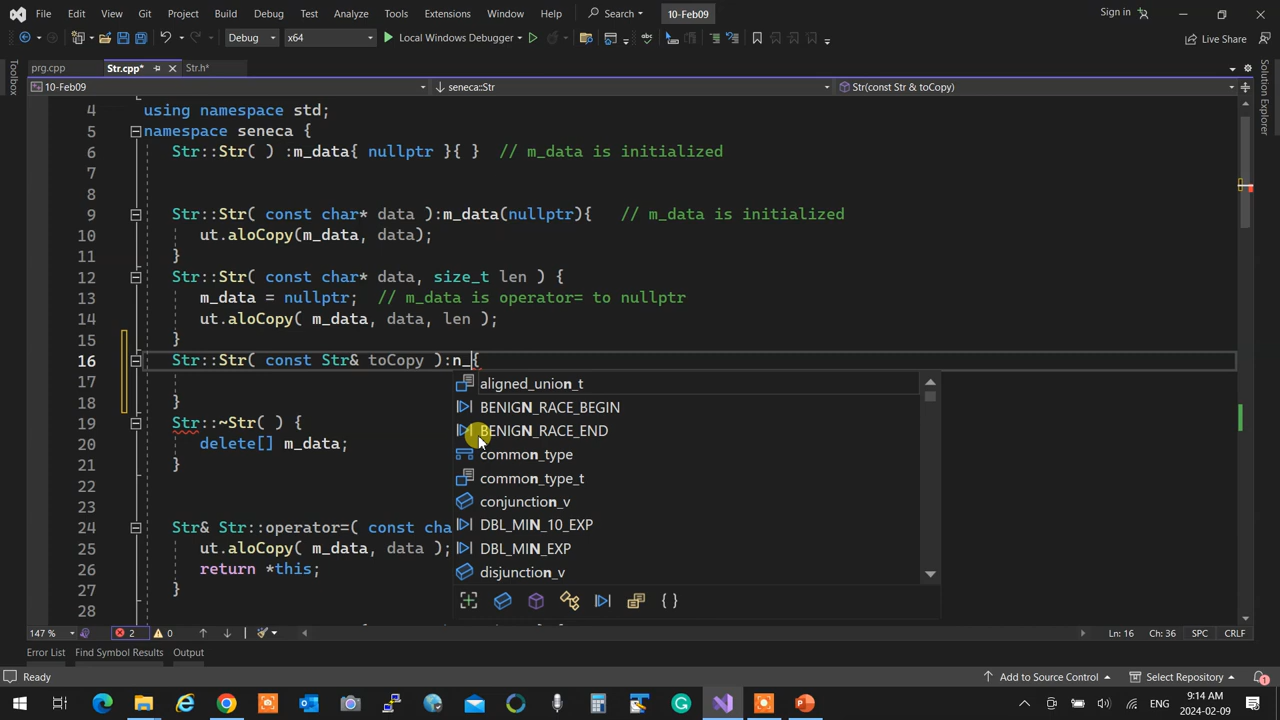 File Edit View Git Project Build Debug Test Analyze Tools Extensions Window Help Search 10-Feb09 Sign in
Debug x64 Local Windows Debugger Live Share
prg.cpp Str.cpp* Str.h*
10-Feb09 seneca::Str Str(const Str & toCopy)
Toolbox
Solution Explorer
4 using namespace std;
5 namespace seneca {
6 Str::Str( ) :m_data{ nullptr }{ } // m_data is initialized
7
8
9 Str::Str( const char* data ):m_data(nullptr){ // m_data is initialized
10 ut.aloCopy(m_data, data);
11 }
12 Str::Str( const char* data, size_t len ) {
13 m_data = nullptr; // m_data is operator= to nullptr
14 ut.aloCopy( m_data, data, len );
15 }
16 Str::Str( const Str& toCopy ):n_{
17
18 }
19 Str::~Str( ) {
20 delete[] m_data;
21 }
22
23
24 Str& Str::operator=( const cha
25 ut.aloCopy( m_data, data );
26 return *this;
27 }
28
aligned_union_t
BENIGN_RACE_BEGIN
BENIGN_RACE_END
common_type
common_type_t
conjunction_v
DBL_MIN_10_EXP
DBL_MIN_EXP
disjunction_v
147 % 2 0 Ln: 16 Ch: 36 SPC CRLF
Error List Find Symbol Results Output
Ready Add to Source Control Select Repository 1
ENG 9:14 AM
2024-02-09